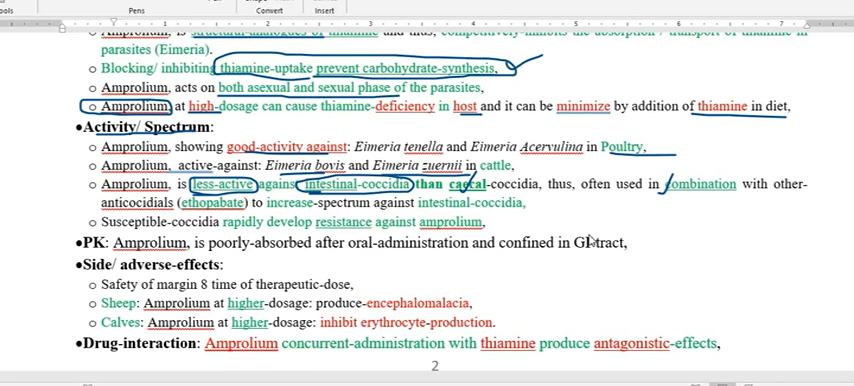 Pens Convert Insert
2 3 4 5 6 7
parasites (Eimeria).
o Blocking/ inhibiting thiamine-uptake prevent carbohydrate-synthesis,
o Amprolium, acts on both asexual and sexual phase of the parasites,
o Amprolium at high-dosage can cause thiamine-deficiency in host and it can be minimize by addition of thiamine in diet,
•Activity/ Spectrum:
o Amprolium, showing good-activity against: Eimeria tenella and Eimeria Acervulina in Poultry,
o Amprolium, active-against: Eimeria bovis and Eimeria zuernii in cattle,
o Amprolium, is less-active against intestinal-coccidia than caecal-coccidia, thus, often used in combination with other-
anticocidials (ethopabate) to increase-spectrum against intestinal-coccidia,
o Susceptible-coccidia rapidly develop resistance against amprolium,
•PK: Amprolium, is poorly-absorbed after oral-administration and confined in GI-tract,
•Side/ adverse-effects:
o Safety of margin 8 time of therapeutic-dose,
o Sheep: Amprolium at higher-dosage: produce-encephalomalacia,
o Calves: Amprolium at higher-dosage: inhibit erythrocyte-production.
•Drug-interaction: Amprolium concurrent-administration with thiamine produce antagonistic-effects,
2